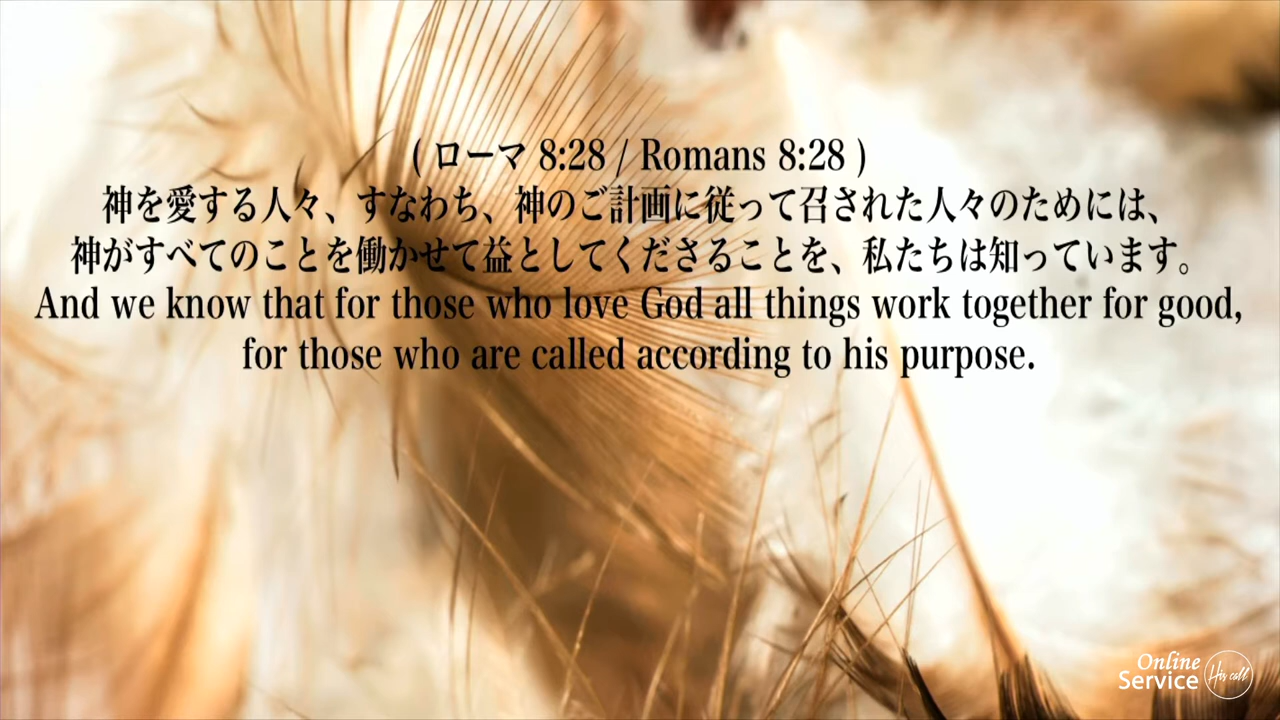 ( ローマ 8:28 / Romans 8:28 )
神を愛する人々、すなわち、神のご計画に従って召された人々のためには、
神がすべてのことを働かせて益としてくださることを、私たちは知っています。
And we know that for those who love God all things work together for good,
for those who are called according to his purpose.
Online
Service
His call